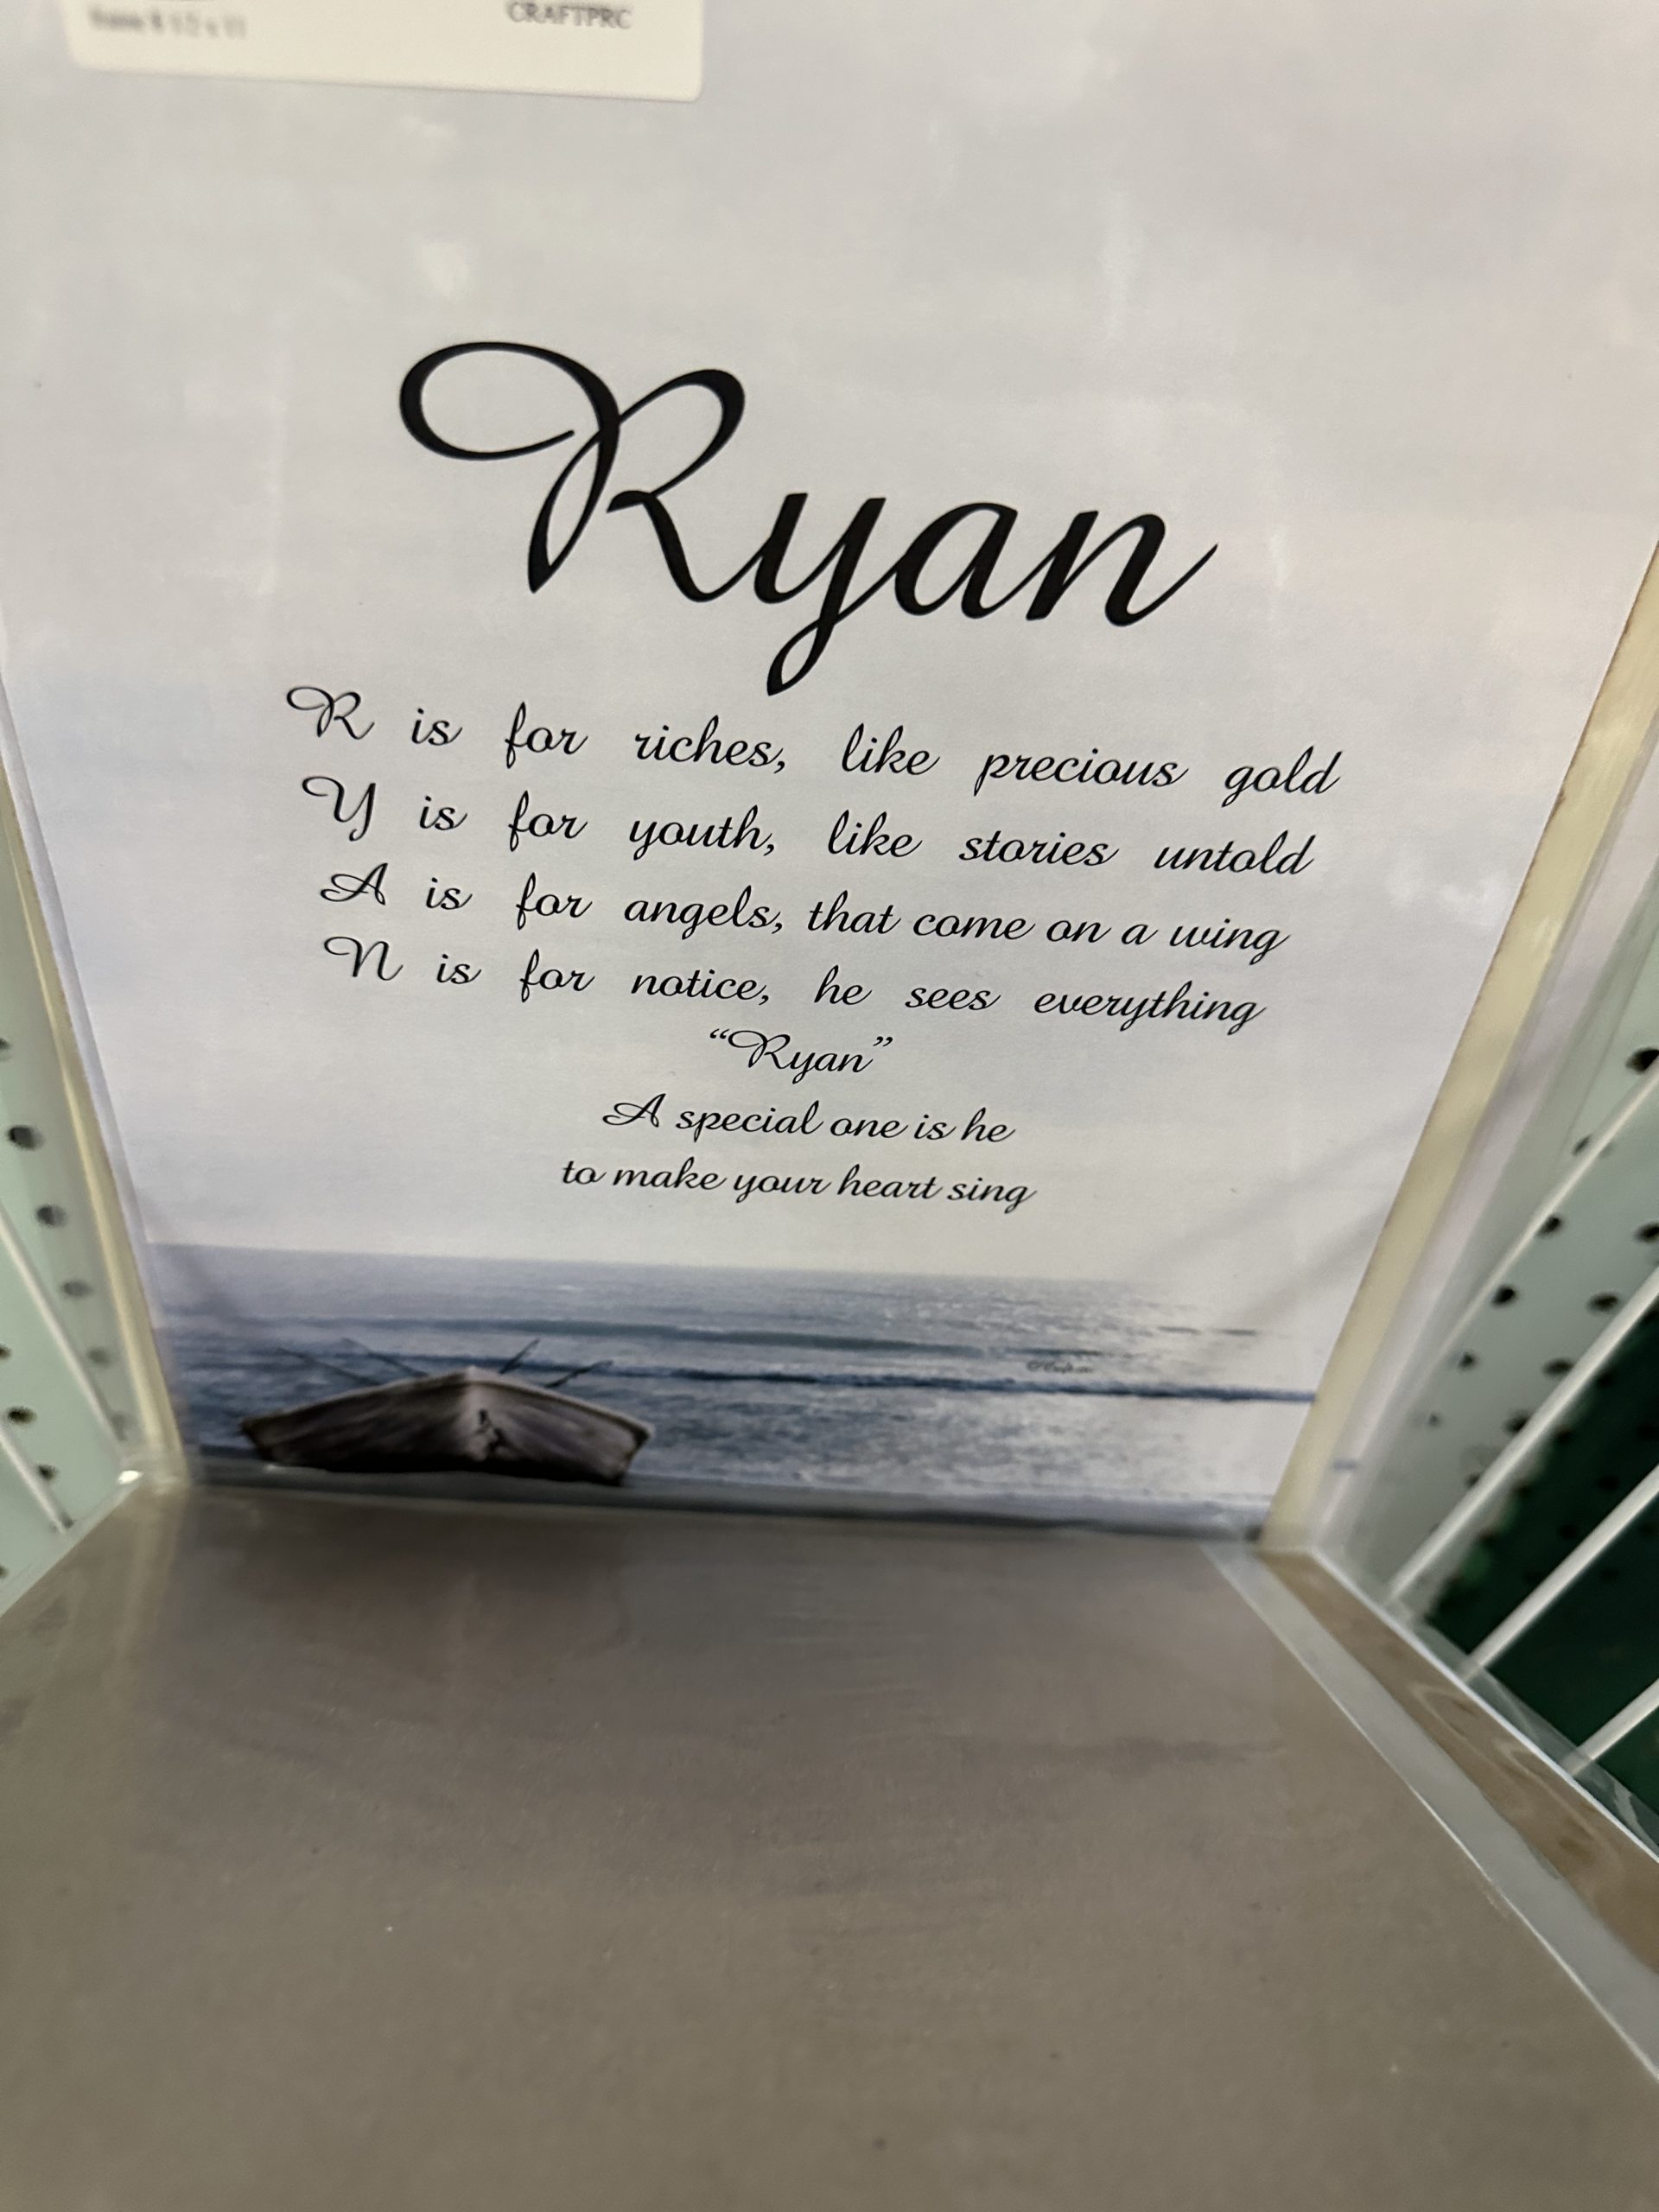 CRAFTPRC
Ryan
R is for riches, like precious gold
Y is for youth, like stories untold
A is for angels, that come on a wing
N is for notice, he sees everything
“Ryan”
A special one is he
to make your heart sing